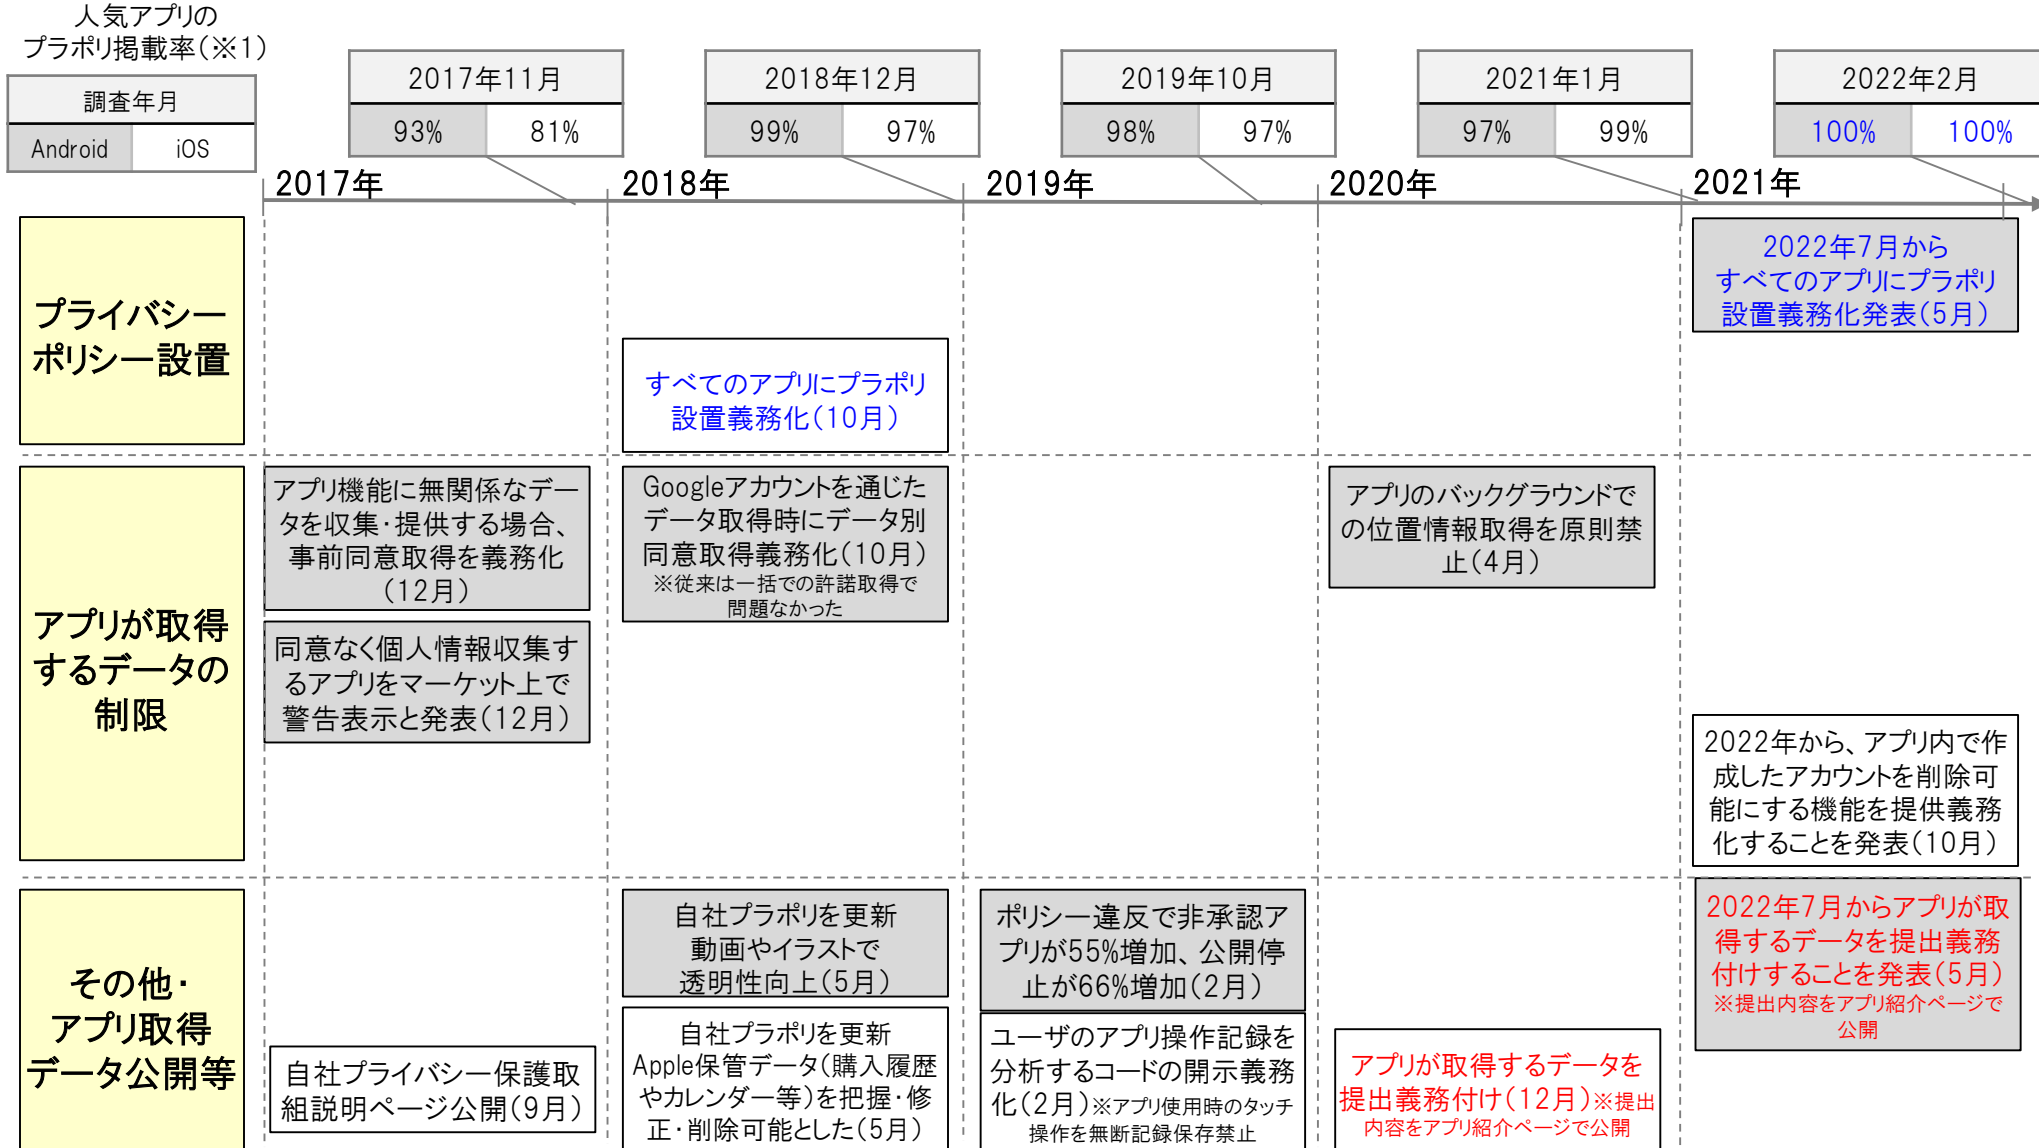 人気アプリの
プラポリ掲載率(※1)
調査年月
Android iOS
2017年11月
93% 81%
2018年12月
99% 97%
2019年10月
98% 97%
2021年1月
97% 99%
2022年2月
100% 100%
2017年
2018年
2019年
2020年
2021年
プライバシー
ポリシー設置
すべてのアプリにプラポリ
設置義務化(10月)
2022年7月から
すべてのアプリにプラポリ
設置義務化発表(5月)
アプリが取得
するデータの
制限
アプリ機能に無関係なデー
タを収集・提供する場合、
事前同意取得を義務化
(12月)
同意なく個人情報収集す
るアプリをマーケット上で
警告表示と発表(12月)
Googleアカウントを通じた
データ取得時にデータ別
同意取得義務化(10月)
※従来は一括での許諾取得で
問題なかった
アプリのバックグラウンドで
の位置情報取得を原則禁
止(4月)
2022年から、アプリ内で作
成したアカウントを削除可
能にする機能を提供義務
化することを発表(10月)
その他・
アプリ取得
データ公開等
自社プライバシー保護取
組説明ページ公開(9月)
自社プラポリを更新
動画やイラストで
透明性向上(5月)
自社プラポリを更新
Apple保管データ(購入履歴
やカレンダー等)を把握・修
正・削除可能とした(5月)
ポリシー違反で非承認ア
プリが55%増加、公開停
止が66%増加(2月)
ユーザのアプリ操作記録を
分析するコードの開示義務
化(2月)※アプリ使用時のタッチ
操作を無断記録保存禁止
アプリが取得するデータを
提出義務付け(12月)※提出
内容をアプリ紹介ページで公開
2022年7月からアプリが取
得するデータを提出義務
付けすることを発表(5月)
※提出内容をアプリ紹介ページで
公開